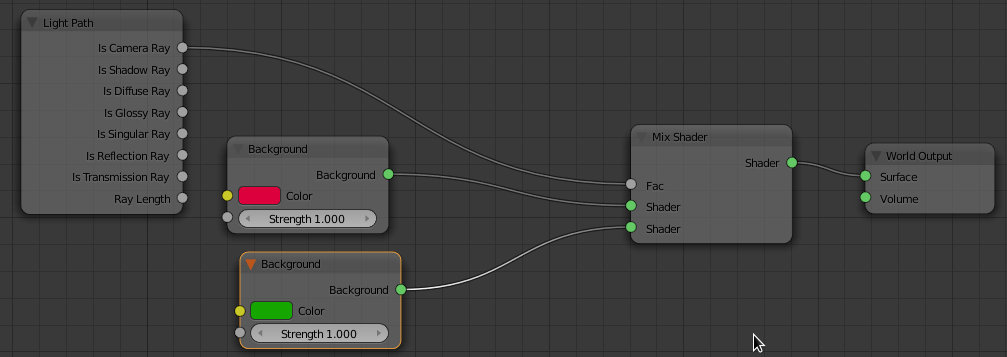 Light Path
Is Camera Ray
Is Shadow Ray
Is Diffuse Ray
Is Glossy Ray
Is Singular Ray
Is Reflection Ray
Is Transmission Ray
Ray Length
Background
Background
Color
Strength 1.000
Background
Background
Color
Strength 1.000
Mix Shader
Shader
Fac
Shader
Shader
World Output
Surface
Volume